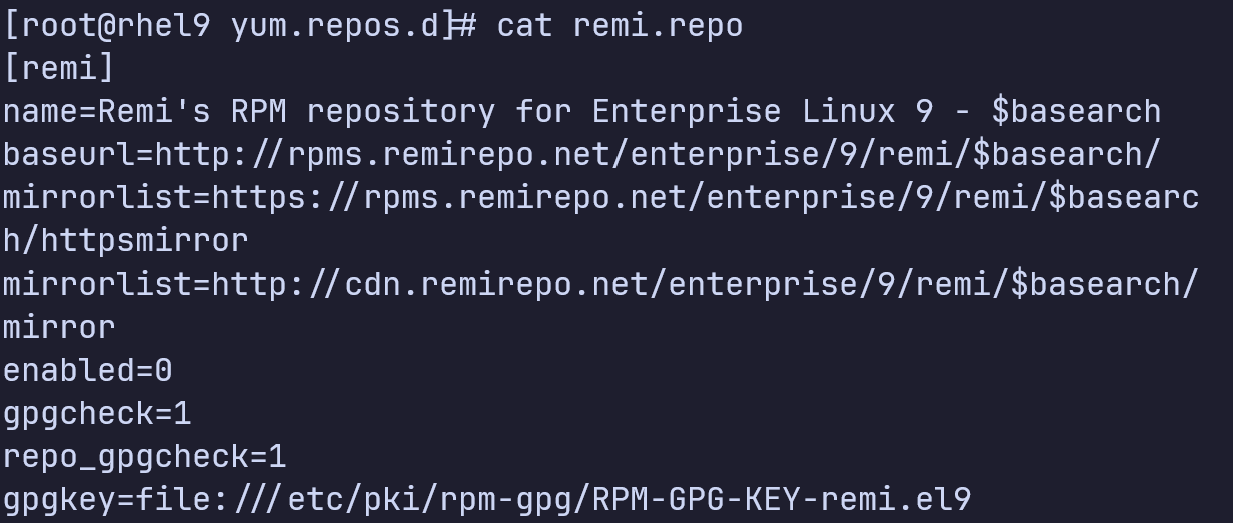 [root@rhel9 yum.repos.d]# cat remi.repo
[remi]
name=Remi's RPM repository for Enterprise Linux 9 - $basearch
baseurl=http://rpms.remirepo.net/enterprise/9/remi/$basearch/
mirrorlist=https://rpms.remirepo.net/enterprise/9/remi/$basearc
h/httpsmirror
mirrorlist=http://cdn.remirepo.net/enterprise/9/remi/$basearch/
mirror
enabled=0
gpgcheck=1
repo_gpgcheck=1
gpgkey=file:///etc/pki/rpm-gpg/RPM-GPG-KEY-remi.el9